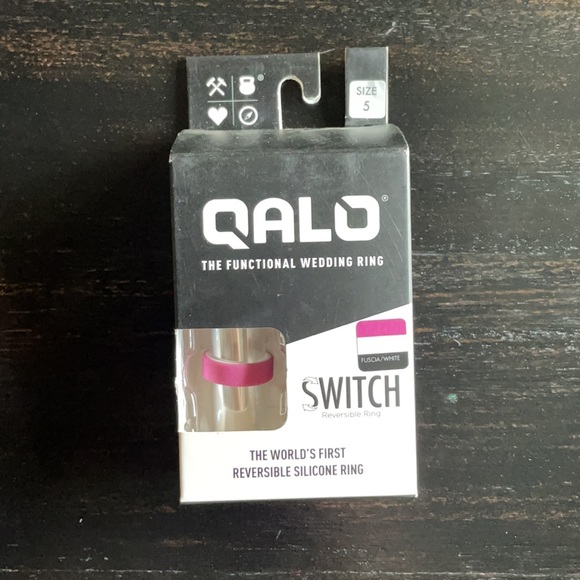 SIZE
5
QALO®
THE FUNCTIONAL WEDDING RING
FUSCIA/WHITE
SWITCH
Reversible Ring
THE WORLD'S FIRST
REVERSIBLE SILICONE RING